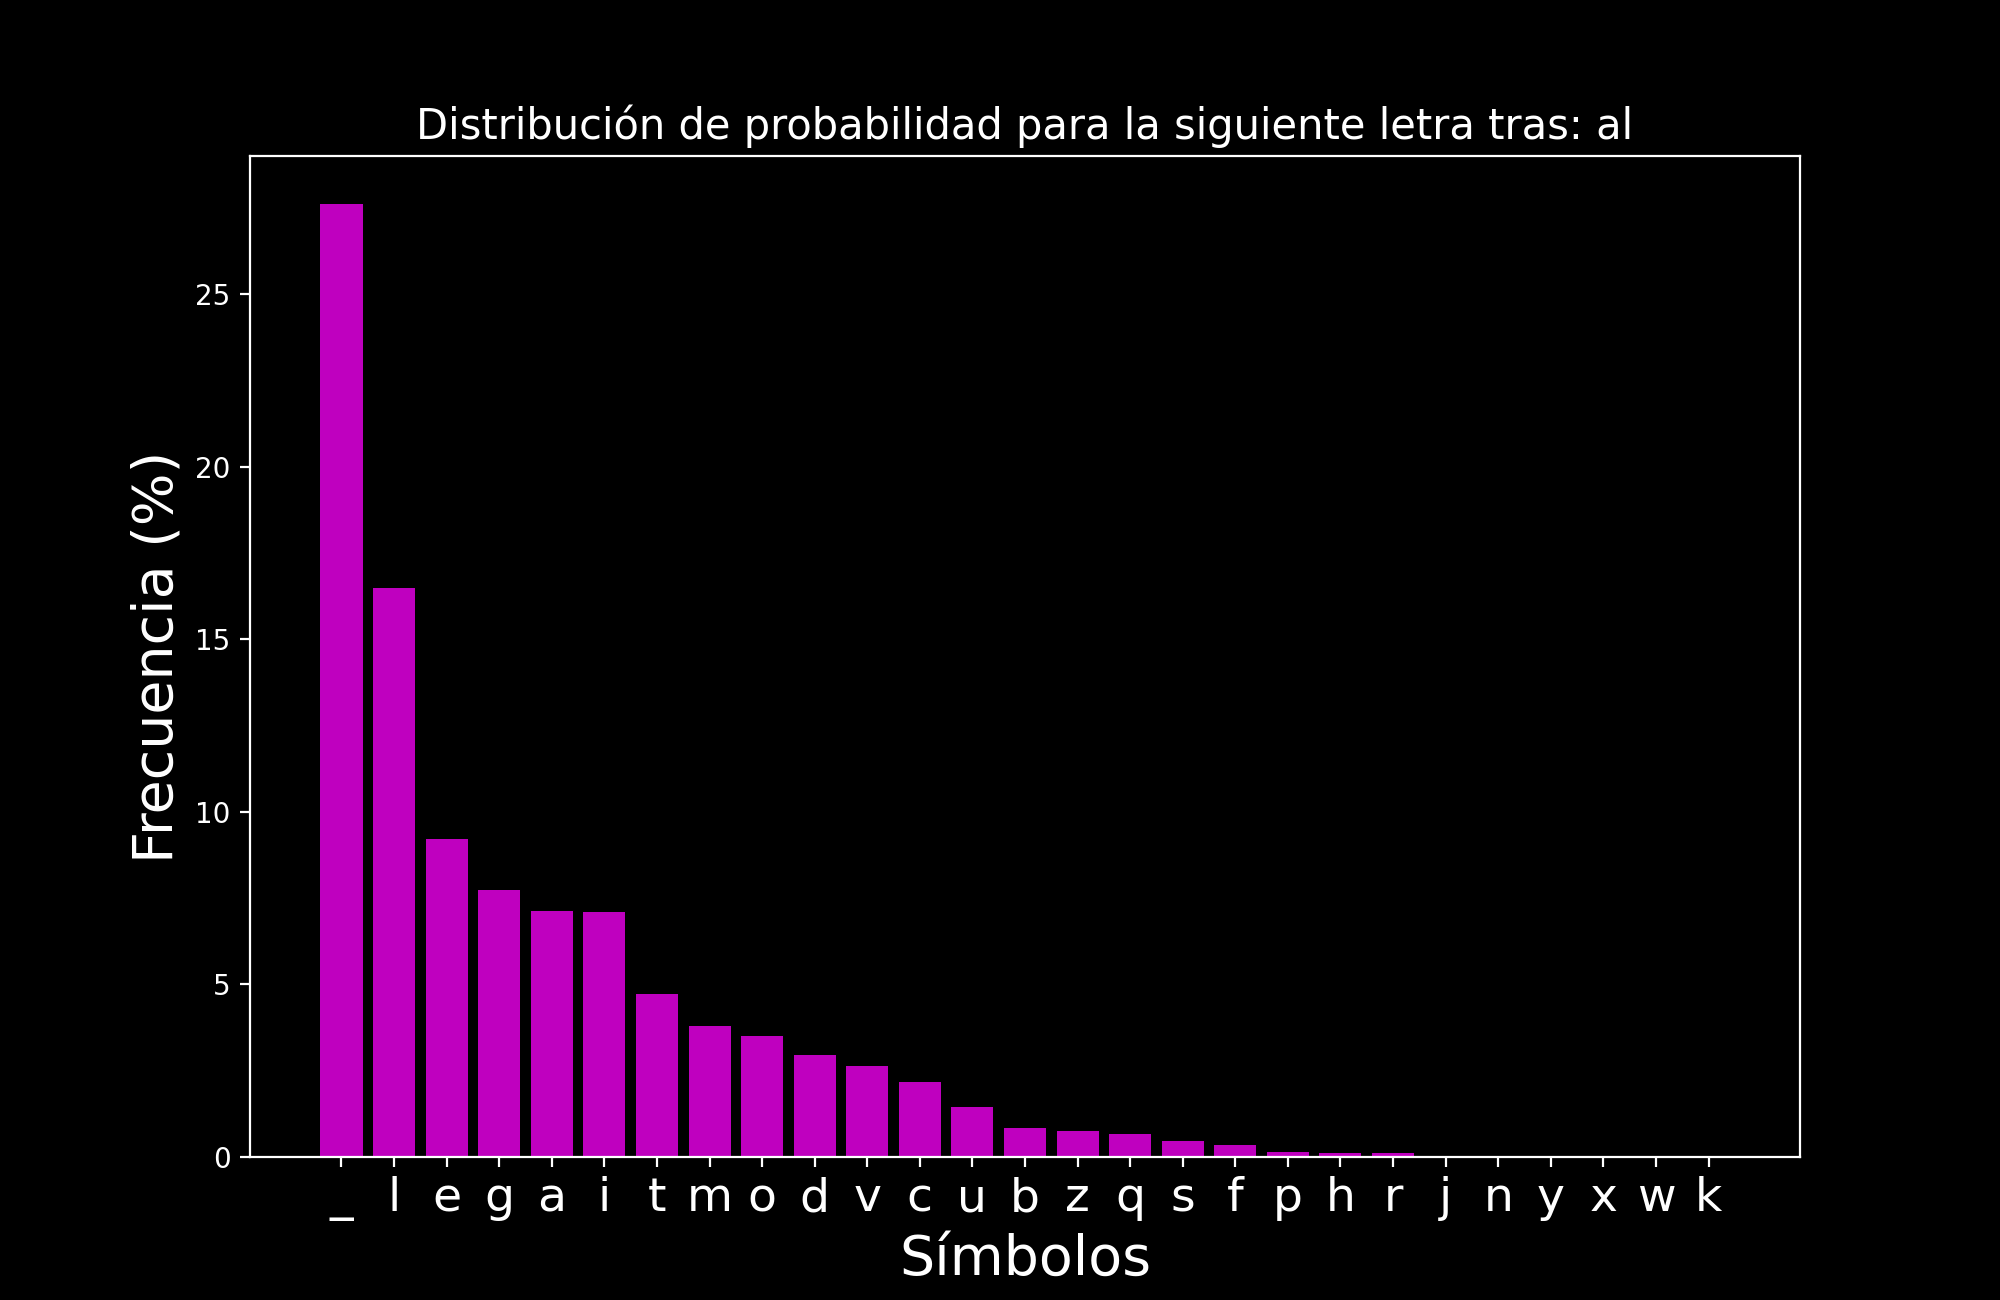 Distribución de probabilidad para la siguiente letra tras: al
Frecuencia (%)
25
20
15
10
5
0
_ l e g a i t m o d v c u b z q s f p h r j n y x w k
Símbolos